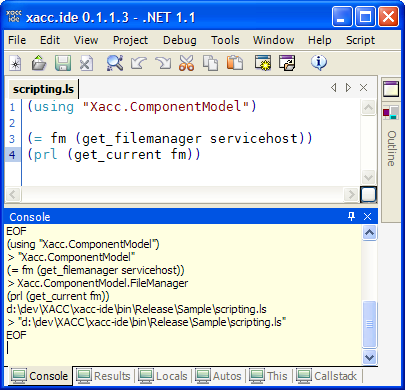 xacc ide
xacc.ide 0.1.1.3 - .NET 1.1
File Edit View Project Debug Tools Window Help Script
scripting.ls
1 (using "Xacc.ComponentModel")
2
3 (= fm (get_filemanager servicehost))
4 (prl (get_current fm))
Outline
Console
EOF
(using "Xacc.ComponentModel")
> "Xacc.ComponentModel"
(= fm (get_filemanager servicehost))
> Xacc.ComponentModel.FileManager
(prl (get_current fm))
d:\dev\XACC\xacc-ide\bin\Release\Sample\scripting.ls
> "d:\dev\XACC\xacc-ide\bin\Release\Sample\scripting.ls"
EOF
Console Results Locals Autos This Callstack